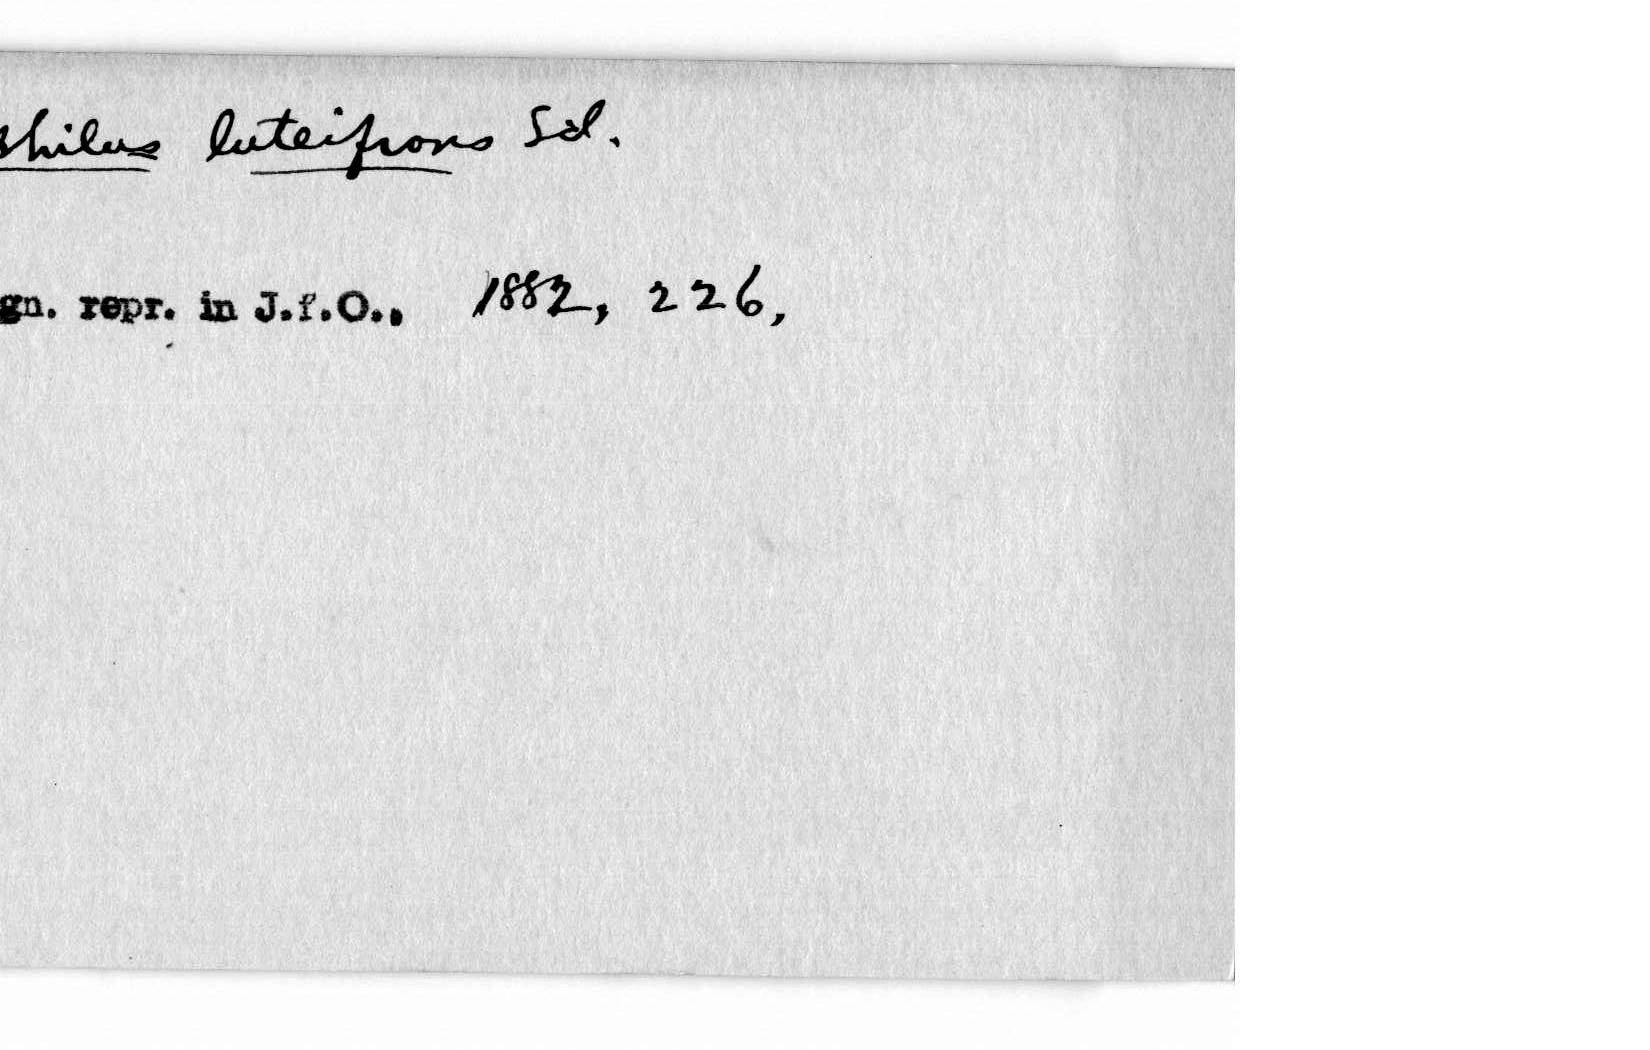 philus luteifrons Scl.
gn. repr. in J.f.O., 1882, 226,